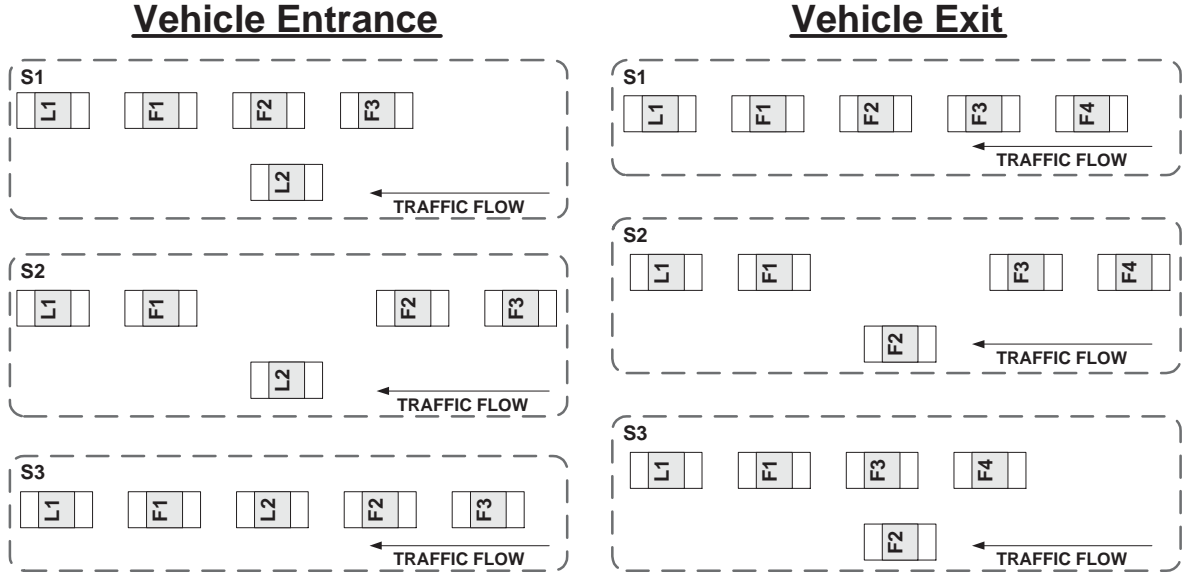 Vehicle Entrance
S1
L1 F1 F2 F3
L2
TRAFFIC FLOW
S2
L1 F1 F2 F3
L2
TRAFFIC FLOW
S3
L1 F1 L2 F2 F3
TRAFFIC FLOW
Vehicle Exit
S1
L1 F1 F2 F3 F4
TRAFFIC FLOW
S2
L1 F1 F3 F4
F2
TRAFFIC FLOW
S3
L1 F1 F3 F4
F2
TRAFFIC FLOW